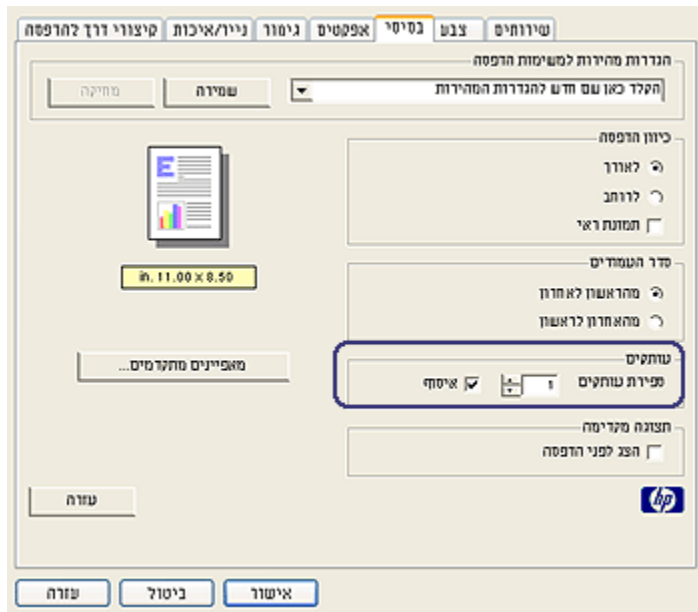 שירותים צבע בסיסי אפקטים גימור נייר/איכות קיצורי דרך להדפסה
הגדרות מהירות למשימות הדפסה
הקלד כאן שם חדש להגדרות המהירות שמירה מחיקה
כיוון הדפסה
לאורך
לרוחב
תמונת ראי
E
in. 11.00 × 8.50
סדר העמודים
מהראשון לאחרון
מהאחרון לראשון
מאפיינים מתקדמים...
עותקים
ספירת עותקים 1 איסוף
תצוגה מקדימה
הצג לפני הדפסה
hp
עזרה
אישור ביטול עזרה